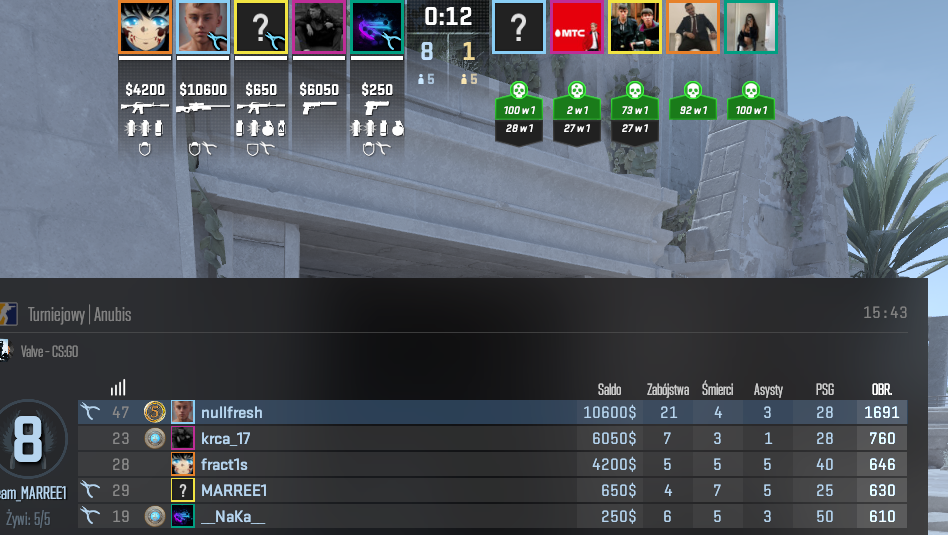 0:12
8 1
5 5
$4200 $10600 $650 $6050 $250
100 w 1 2 w 1 73 w 1 92 w 1 100 w 1
28 w 1 27 w 1 27 w 1
МТС
? ?
Turniejowy | Anubis 15:43
Valve - CS:GO
Saldo Zabójstwa Śmierci Asysty PSG OBR.
47 5 nullfresh 10600$ 21 4 3 28 1691
23 krca_17 6050$ 7 3 1 28 760
28 fract1s 4200$ 5 5 5 40 646
29 ? MARREE1 650$ 4 7 5 25 630
19 __NaKa__ 250$ 6 5 3 50 610
8
eam_MARREE1
Żywi: 5/5